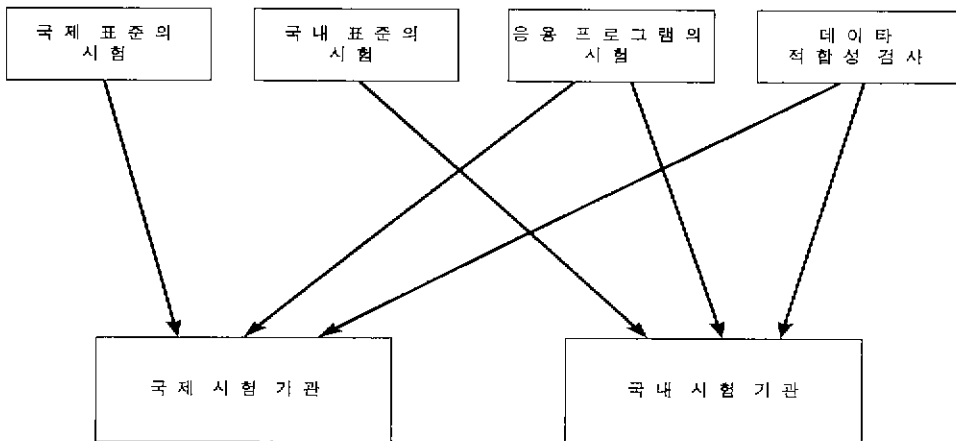 국제 표준의
시험
국내 표준의
시험
응용 프로그램의
시험
데이타
적합성 검사
국제 시험 기관
국내 시험 기관